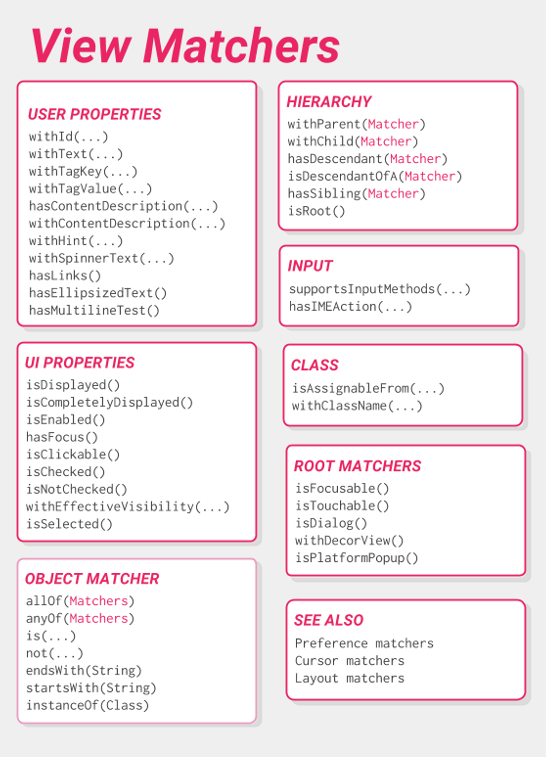 View Matchers
USER PROPERTIES
withId(...)
withText(...)
withTagKey(...)
withTagValue(...)
hasContentDescription(...)
withContentDescription(...)
withHint(...)
withSpinnerText(...)
hasLinks()
hasEllipsizedText()
hasMultilineTest()
UI PROPERTIES
isDisplayed()
isCompletelyDisplayed()
isEnabled()
hasFocus()
isClickable()
isChecked()
isNotChecked()
withEffectiveVisibility(...)
isSelected()
OBJECT MATCHER
allOf(Matchers)
anyOf(Matchers)
is(...)
not(...)
endsWith(String)
startsWith(String)
instanceOf(Class)
HIERARCHY
withParent(Matcher)
withChild(Matcher)
hasDescendant(Matcher)
isDescendantOfA(Matcher)
hasSibling(Matcher)
isRoot()
INPUT
supportsInputMethods(...)
hasIMEAction(...)
CLASS
isAssignableFrom(...)
withClassName(...)
ROOT MATCHERS
isFocusable()
isTouchable()
isDialog()
withDecorView()
isPlatformPopup()
SEE ALSO
Preference matchers
Cursor matchers
Layout matchers